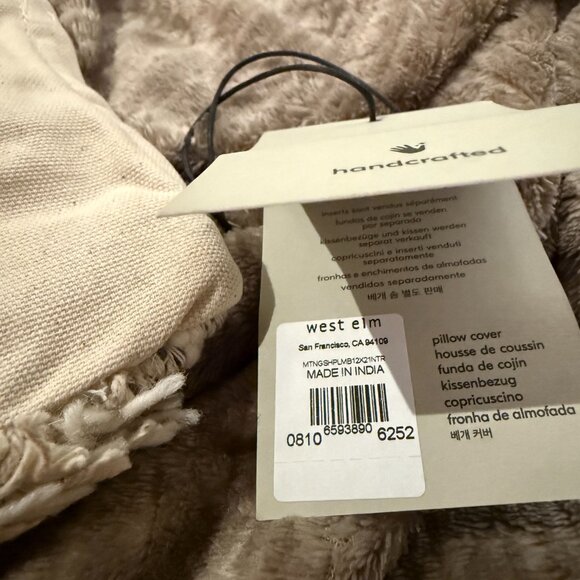 handcrafted
inserts sont vendus séparément
fundas de cojín se venden
por separado
kissenbezüge und kissen werden
separat verkauft
copricuscini e inserti venduti
separatamente
fronhas e enchimentos de almofadas
vendidos separadamente
베개 솜 별도 판매
west elm
San Francisco, CA 94109
MTNGSHPLMB12X21NTR
MADE IN INDIA
0810 6593890 6252
pillow cover
housse de coussin
funda de cojín
kissenbezug
copricuscino
fronha de almofada
베개 커버